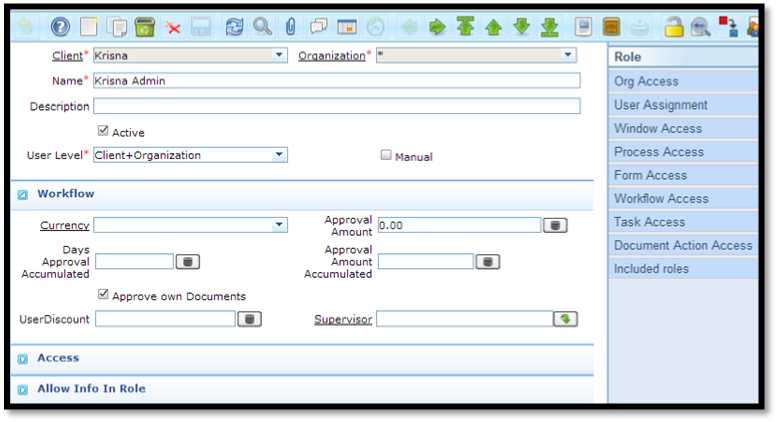 Client* Krisna Organization* *
Name* Krisna Admin
Description
Active
User Level* Client+Organization Manual
Workflow
Currency Approval Amount 0.00
Days Approval Accumulated Approval Amount Accumulated
Approve own Documents
UserDiscount Supervisor
Access
Allow Info In Role
Role
Org Access
User Assignment
Window Access
Process Access
Form Access
Workflow Access
Task Access
Document Action Access
Included roles